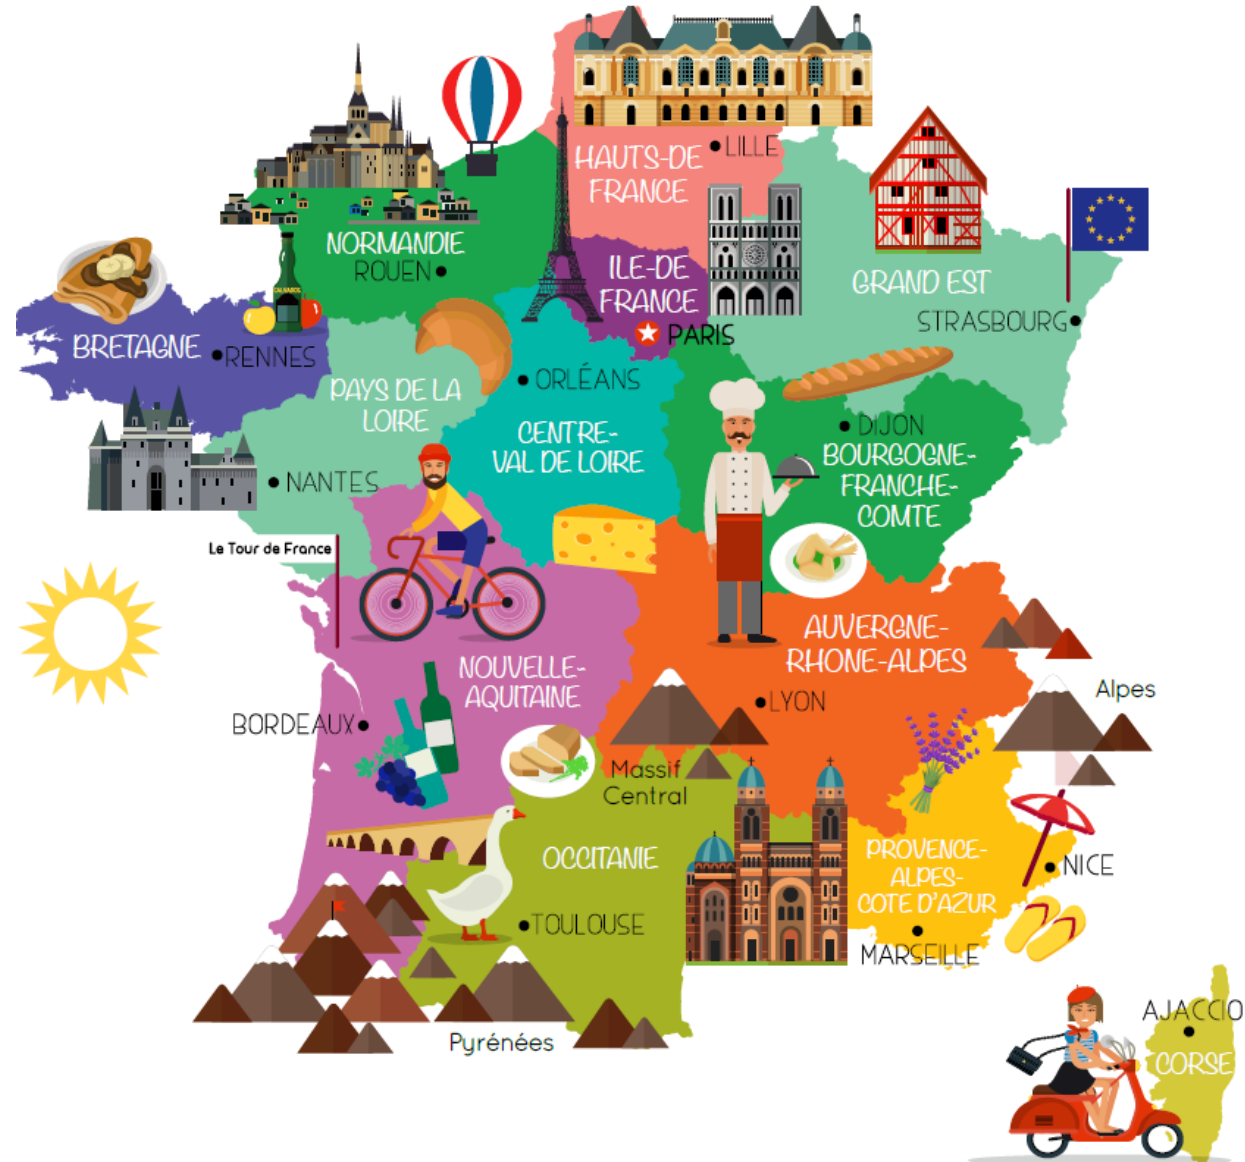 LILLE
HAUTS-DE
FRANCE
NORMANDIE
ROUEN
ILE-DE
FRANCE
PARIS
GRAND EST
STRASBOURG
CALVADOS
BRETAGNE
RENNES
PAYS DE LA
LOIRE
NANTES
ORLÉANS
CENTRE-
VAL DE LOIRE
DIJON
BOURGOGNE-
FRANCHE-
COMTE
Le Tour de France
NOUVELLE-
AQUITAINE
BORDEAUX
AUVERGNE-
RHONE-ALPES
LYON
Alpes
Massif
Central
OCCITANIE
TOULOUSE
PROVENCE-
ALPES-
COTE D'AZUR
NICE
MARSEILLE
Pyrénées
AJACCIO
CORSE